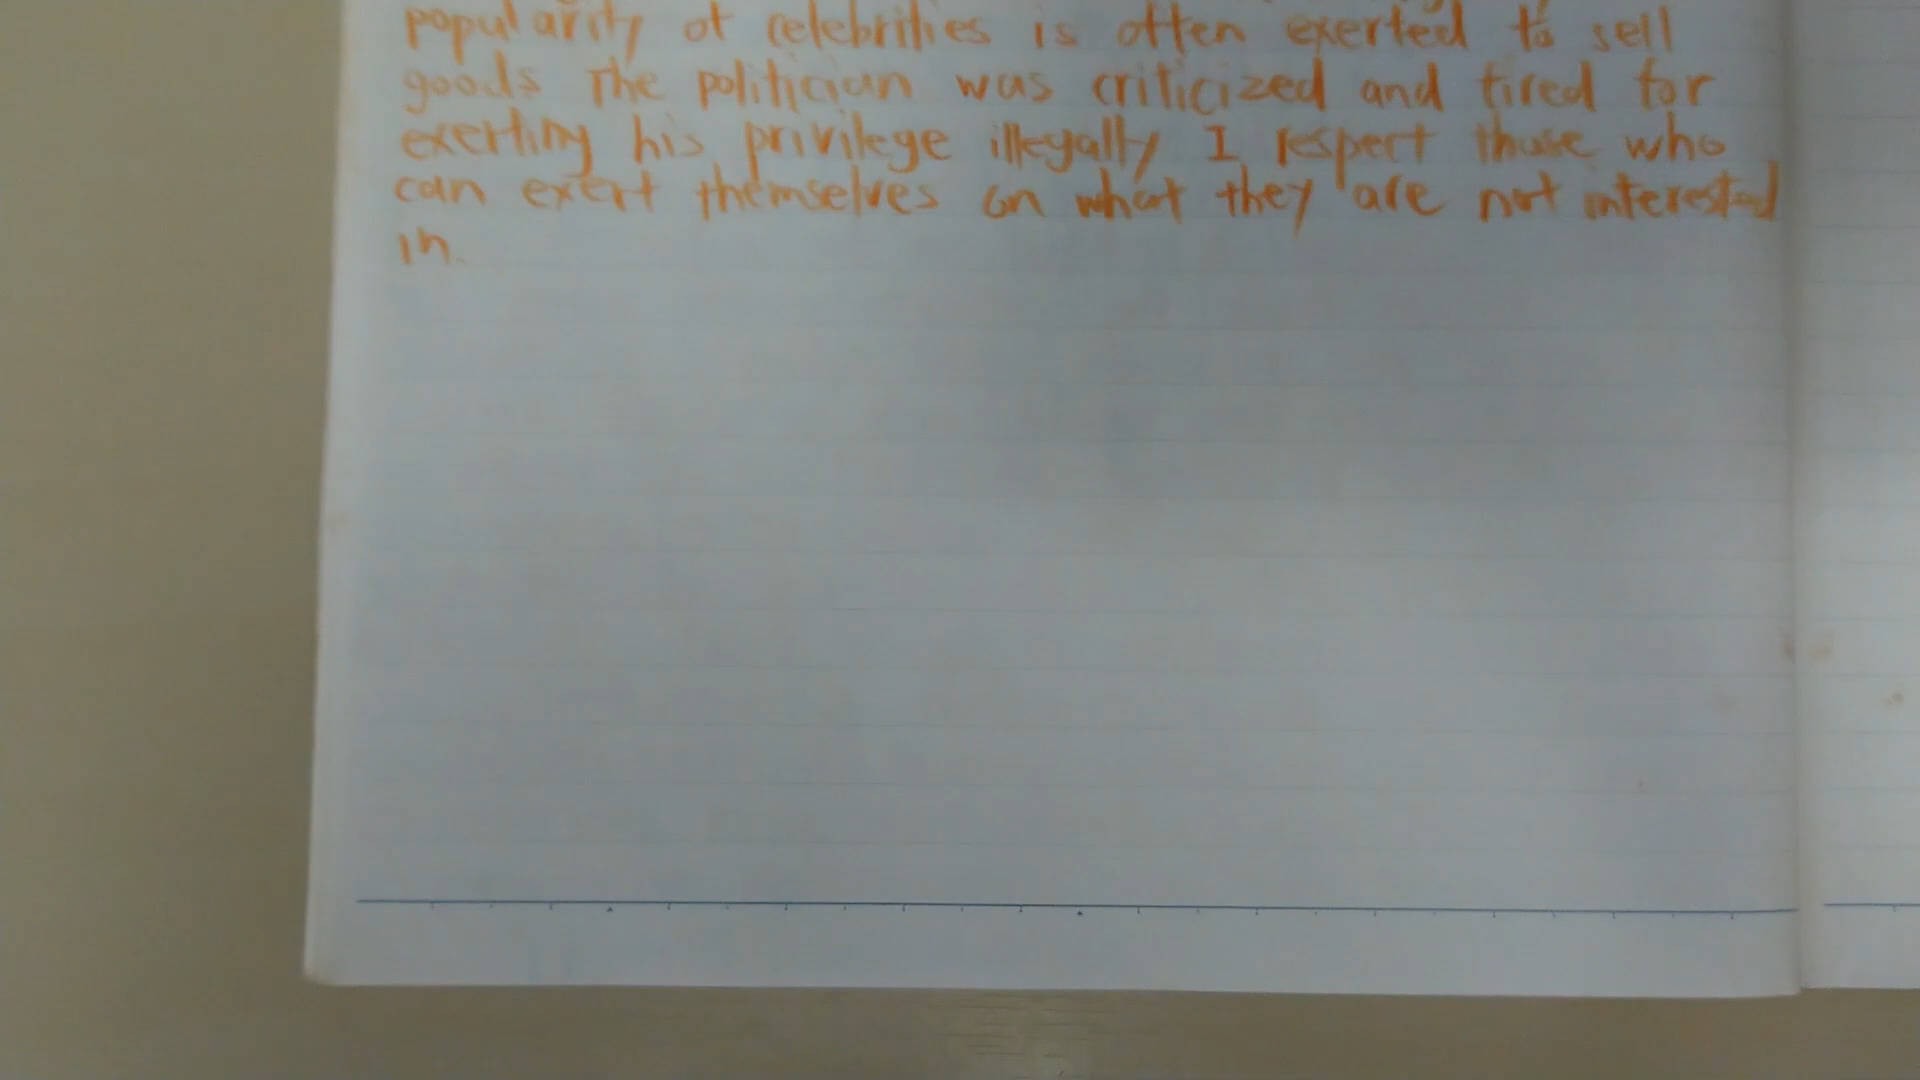 popularity of celebrities is often exerted to sell
goods The politician was criticized and fired for
exerting his privilege illegally I respect those who
can exert themselves on what they are not interested
in.